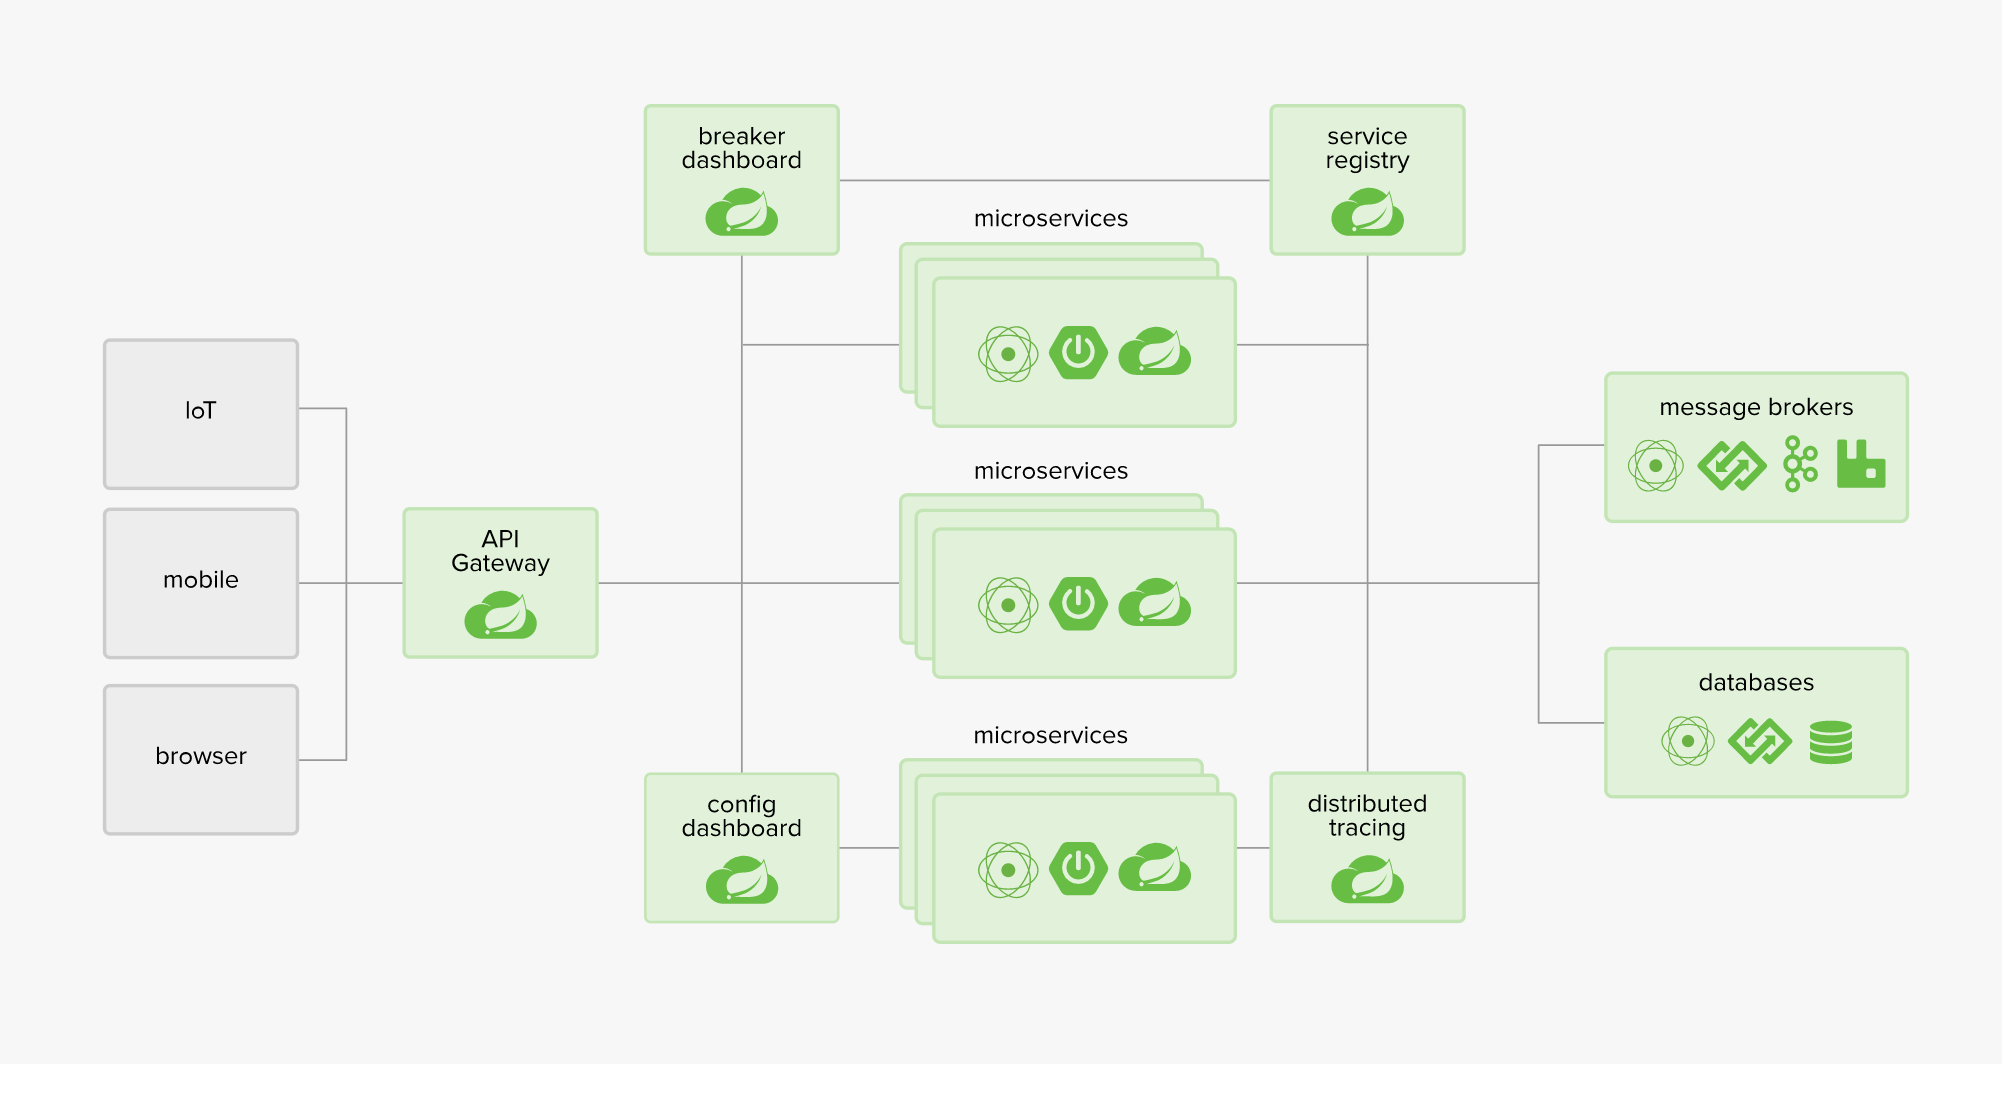 breaker
dashboard
service
registry
microservices
IoT
message brokers
microservices
API
Gateway
mobile
databases
microservices
browser
config
dashboard
distributed
tracing